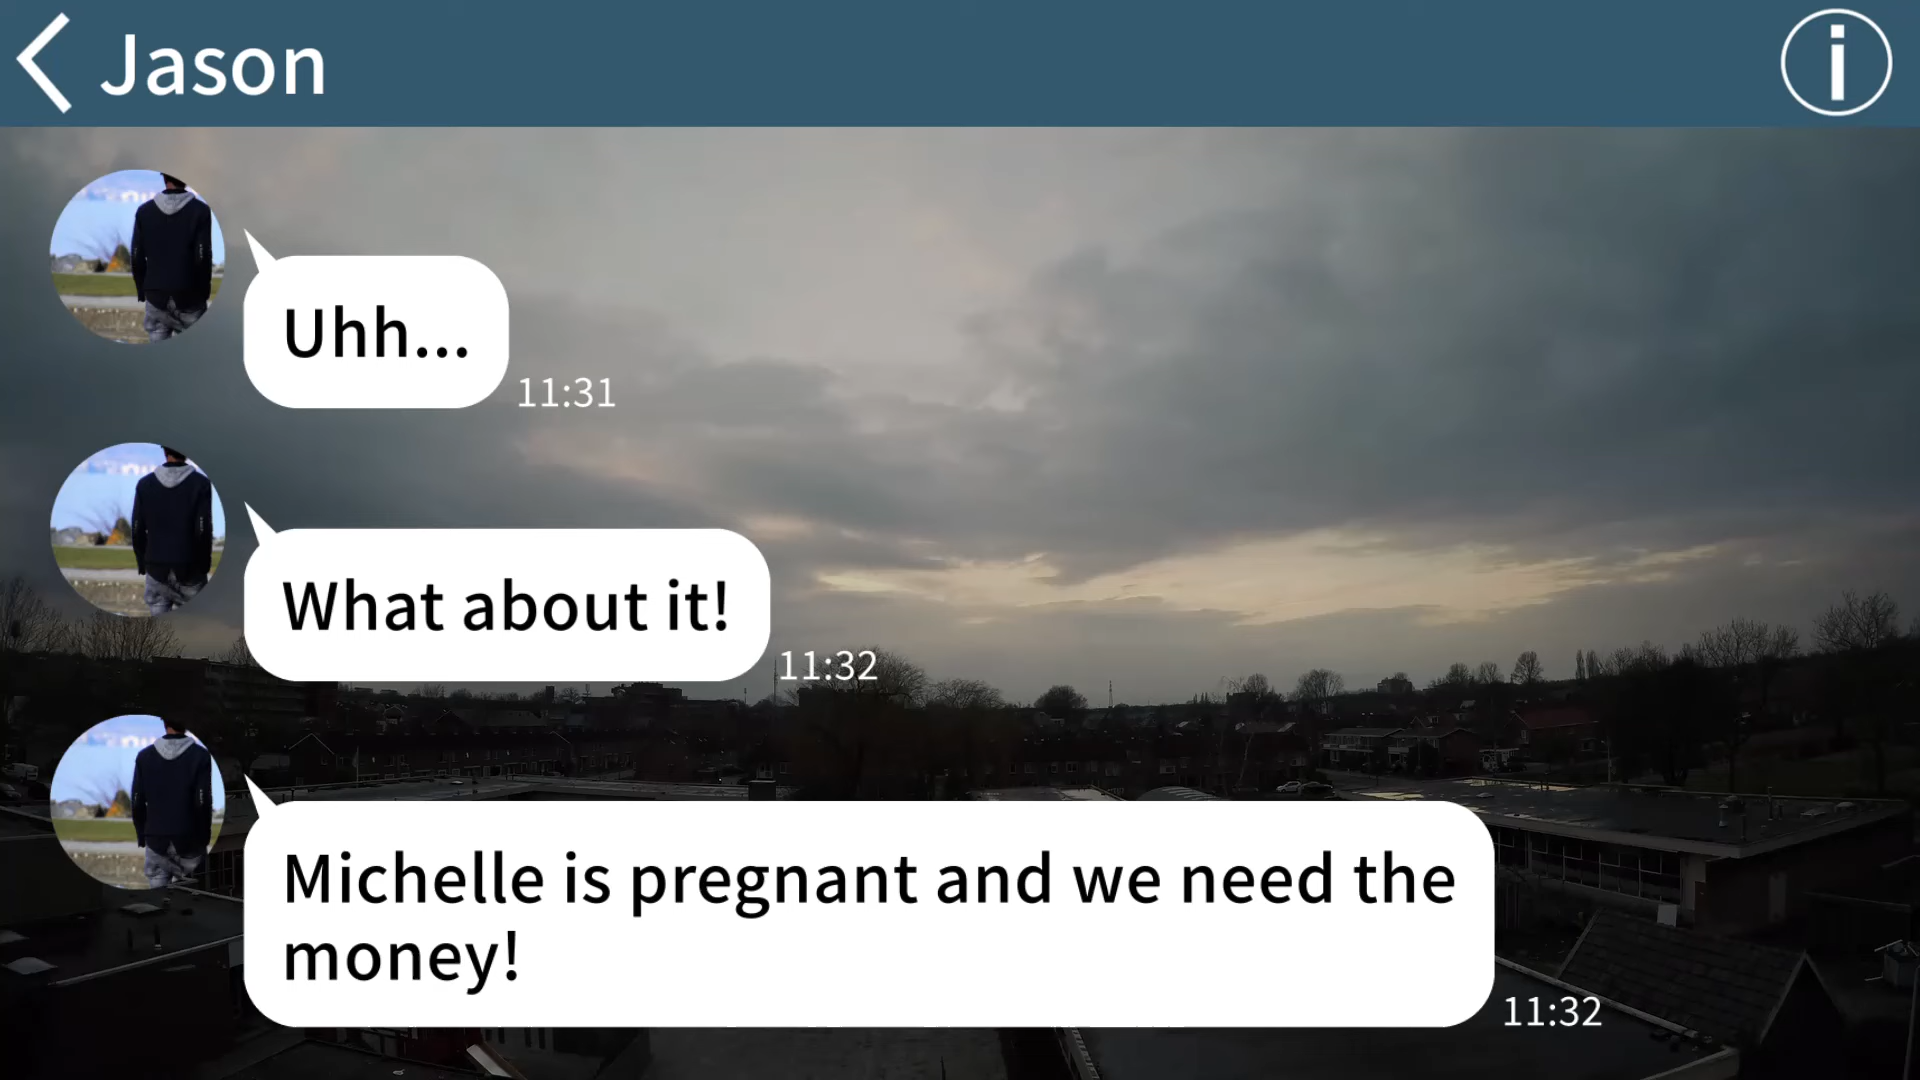 Jason
Uhh...
11:31
What about it!
11:32
Michelle is pregnant and we need the
money!
11:32